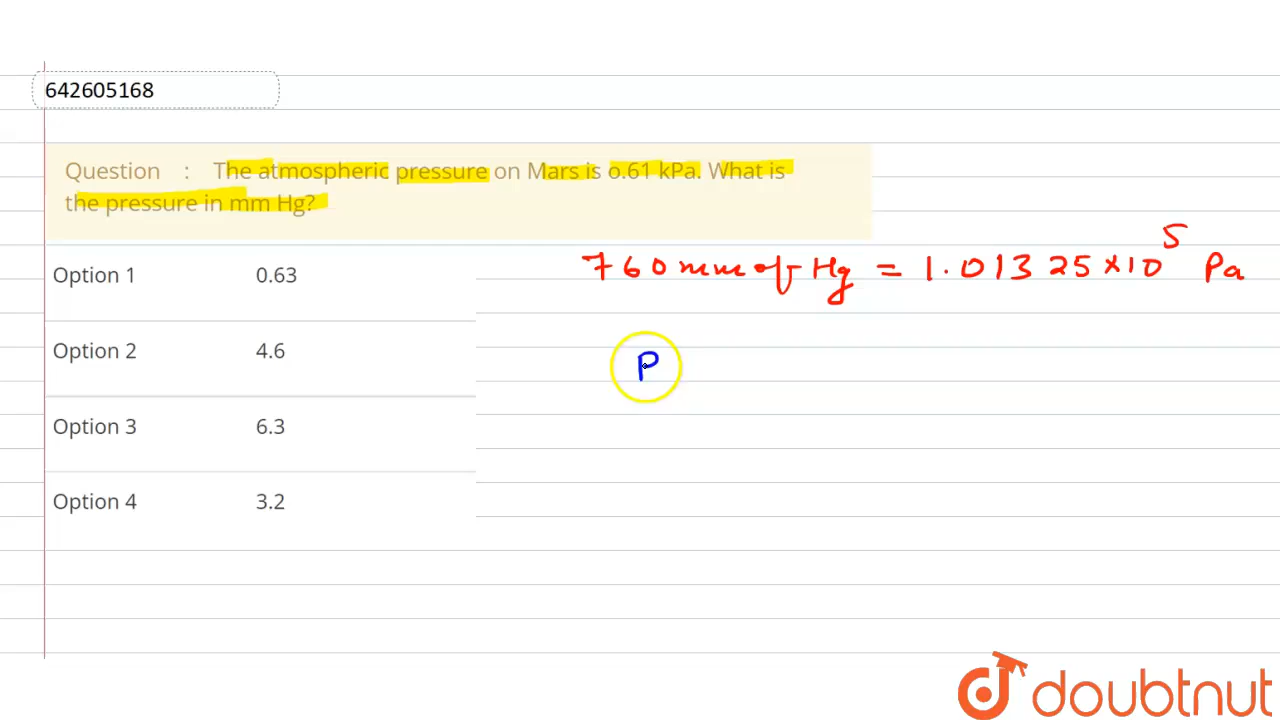 642605168
Question : The atmospheric pressure on Mars is 0.61 kPa. What is
the pressure in mm Hg?
760 mm of Hg = 1.01325×10^5 Pa
Option 1 0.63
P
Option 2 4.6
Option 3 6.3
Option 4 3.2
doubtnut